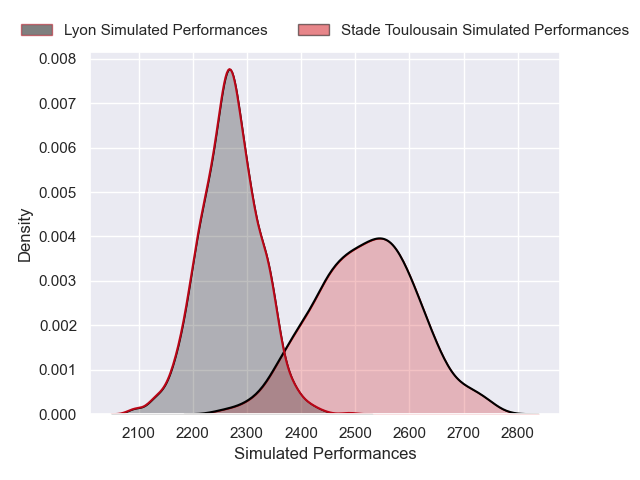 Lyon Simulated Performances
Stade Toulousain Simulated Performances
0.008
0.007
0.006
0.005
0.004
0.003
0.002
0.001
0.000
Density
2100 2200 2300 2400 2500 2600 2700 2800
Simulated Performances